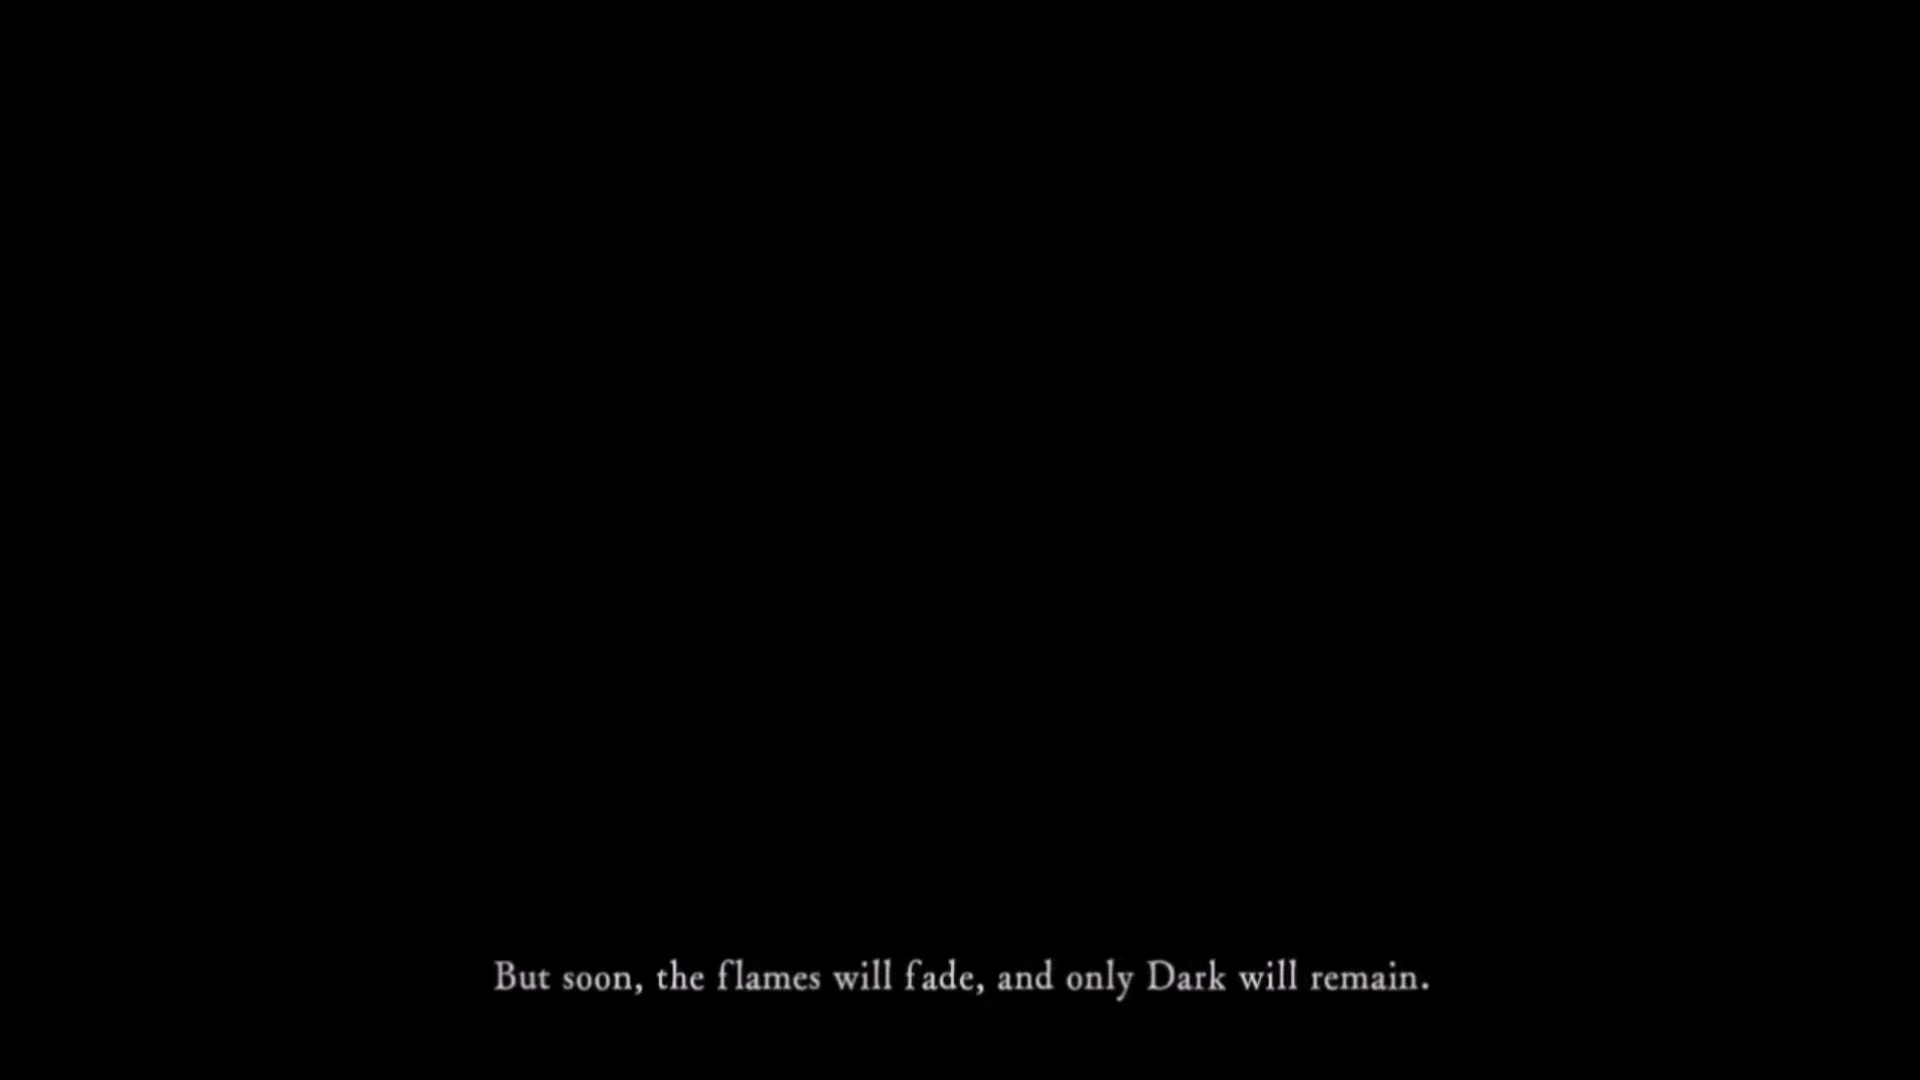 But soon, the flames will fade, and only Dark will remain.